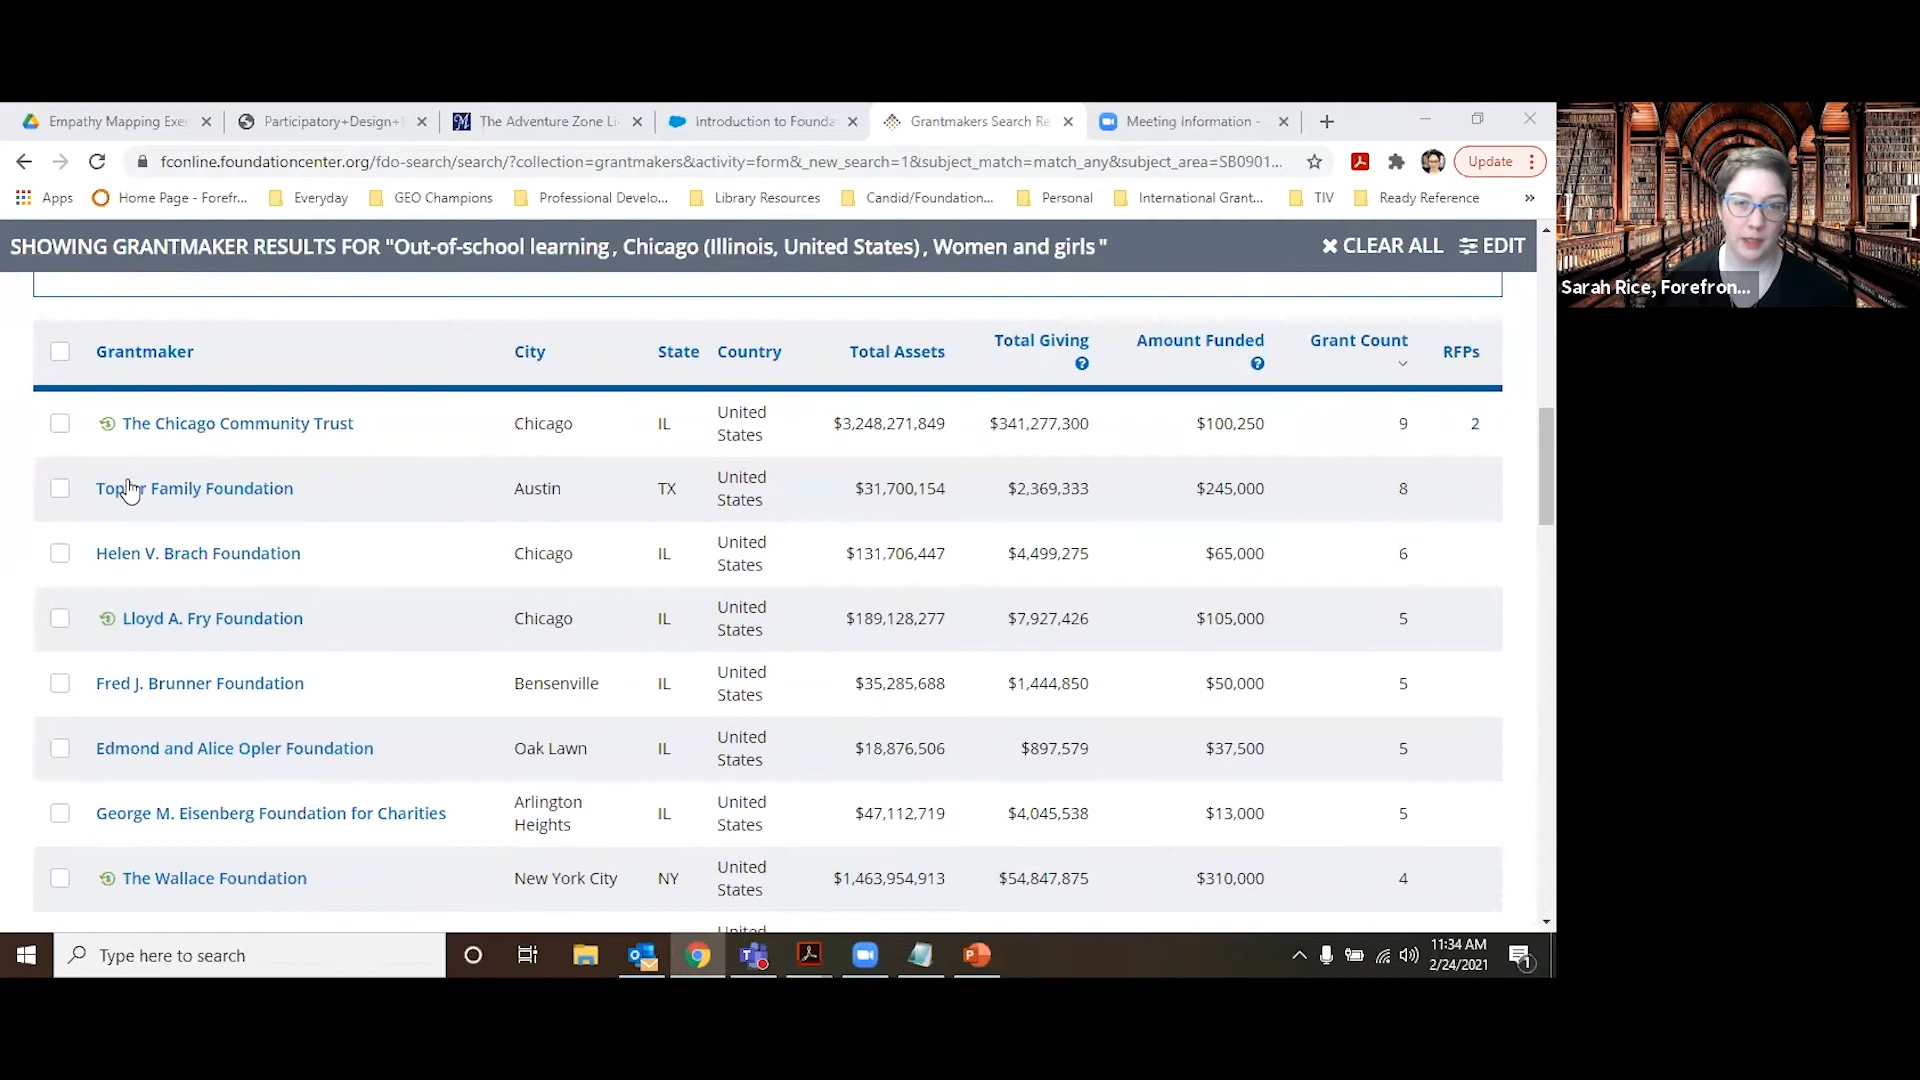 Empathy Mapping Exer
Participatory+Design+
The Adventure Zone Li
Introduction to Founda
Grantmakers Search Re
Meeting Information -
fconline.foundationcenter.org/fdo-search/search/?collection=grantmakers&activity=form&_new_search=1&subject_match=match_any&subject_area=SB0901...
Update
Apps
Home Page - Forefr...
Everyday
GEO Champions
Professional Develo...
Library Resources
Candid/Foundation...
Personal
International Grant...
TIV
Ready Reference
»
SHOWING GRANTMAKER RESULTS FOR "Out-of-school learning, Chicago (Illinois, United States), Women and girls"
CLEAR ALL
EDIT
Sarah Rice, Forefron...
Grantmaker City State Country Total Assets Total Giving Amount Funded Grant Count RFPs
The Chicago Community Trust Chicago IL United States $3,248,271,849 $341,277,300 $100,250 9 2
Family Foundation Austin TX United States $31,700,154 $2,369,333 $245,000 8
Helen V. Brach Foundation Chicago IL United States $131,706,447 $4,499,275 $65,000 6
Lloyd A. Fry Foundation Chicago IL United States $189,128,277 $7,927,426 $105,000 5
Fred J. Brunner Foundation Bensenville IL United States $35,285,688 $1,444,850 $50,000 5
Edmond and Alice Opler Foundation Oak Lawn IL United States $18,876,506 $897,579 $37,500 5
George M. Eisenberg Foundation for Charities Arlington Heights IL United States $47,112,719 $4,045,538 $13,000 5
The Wallace Foundation New York City NY United States $1,463,954,913 $54,847,875 $310,000 4
United
Type here to search
11:34 AM
2/24/2021
1